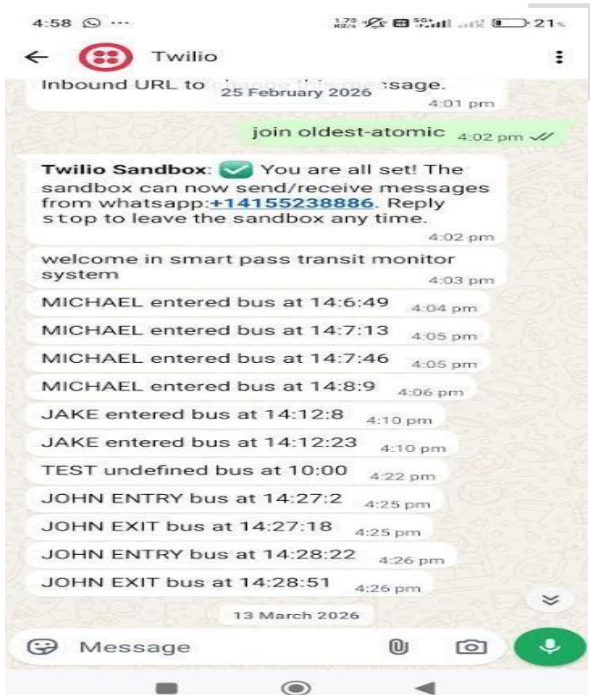 4:58 ... 1.70 KB/s 5G+ 21%
Twilio
Inbound URL to change this message.
25 February 2026
4:01 pm
join oldest-atomic 4:02 pm
Twilio Sandbox: ✅ You are all set! The
sandbox can now send/receive messages
from whatsapp:+14155238886. Reply
stop to leave the sandbox any time.
4:02 pm
welcome in smart pass transit monitor
system 4:03 pm
MICHAEL entered bus at 14:6:49 4:04 pm
MICHAEL entered bus at 14:7:13 4:05 pm
MICHAEL entered bus at 14:7:46 4:05 pm
MICHAEL entered bus at 14:8:9 4:06 pm
JAKE entered bus at 14:12:8 4:10 pm
JAKE entered bus at 14:12:23 4:10 pm
TEST undefined bus at 10:00 4:22 pm
JOHN ENTRY bus at 14:27:2 4:25 pm
JOHN EXIT bus at 14:27:18 4:25 pm
JOHN ENTRY bus at 14:28:22 4:26 pm
JOHN EXIT bus at 14:28:51 4:26 pm
13 March 2026
Message